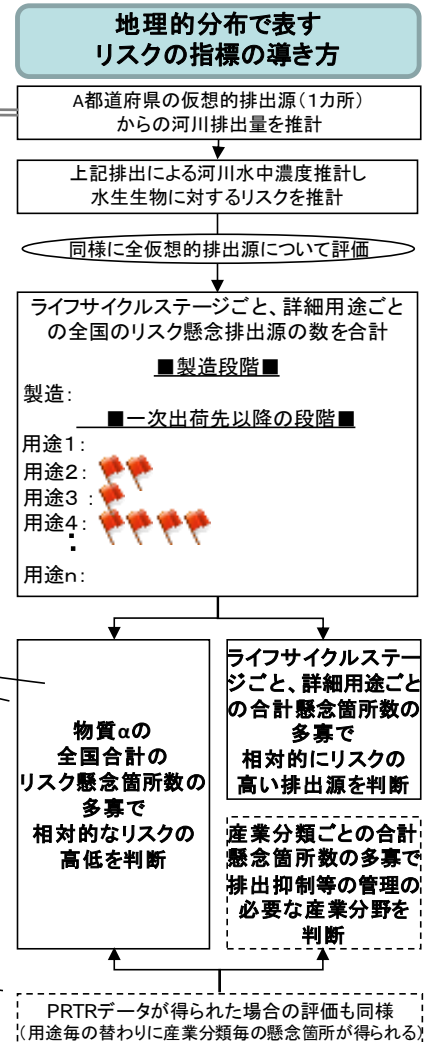 地理的分布で表す
リスクの指標の導き方
A都道府県の仮想的排出源(1カ所)
からの河川排出量を推計
上記排出による河川水中濃度推計し
水生生物に対するリスクを推計
同様に全仮想的排出源について評価
ライフサイクルステージごと、詳細用途ごと
の全国のリスク懸念排出源の数を合計
■製造段階■
製造:
■一次出荷先以降の段階■
用途1:
用途2:
用途3 :
用途4:
・
・
用途n:
物質αの
全国合計の
リスク懸念箇所数の
多寡で
相対的なリスクの
高低を判断
ライフサイクルステー
ジごと、詳細用途ごと
の合計懸念箇所数の
多寡で
相対的にリスクの
高い排出源を判断
産業分類ごとの合計
懸念箇所数の多寡で
排出抑制等の管理の
必要な産業分野を
判断
PRTRデータが得られた場合の評価も同様
(用途毎の替わりに産業分類毎の懸念箇所が得られる)